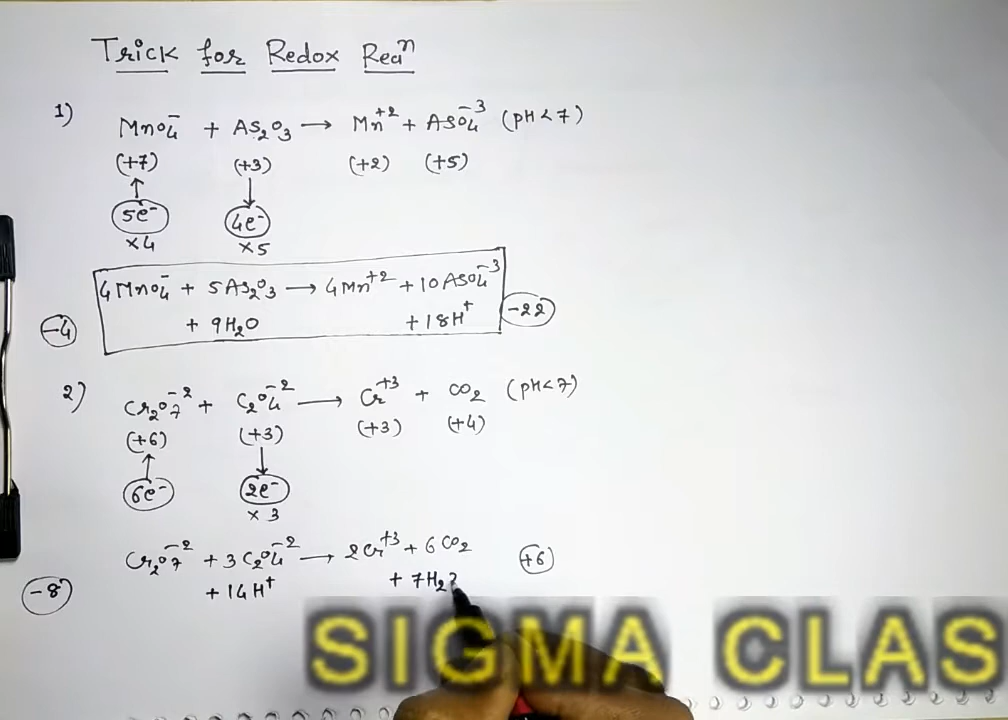 Trick for Redox Reaⁿ
1) MnO₄⁻ + AS₂O₃ → Mn⁺² + ASO₄⁻³ (pH < 7)
(+7) (+3) (+2) (+5)
5e⁻ 4e⁻
×4 ×5
4MnO₄⁻ + 5AS₂O₃ → 4Mn⁺² + 10ASO₄⁻³
-4 + 9H₂O + 18H⁺ -22
2) Cr₂O₇⁻² + C₂O₄⁻² → Cr⁺³ + CO₂ (pH < 7)
(+6) (+3) (+3) (+4)
6e⁻ 2e⁻
× 3
Cr₂O₇⁻² + 3C₂O₄⁻² → 2Cr⁺³ + 6CO₂ +6
-8 + 14H⁺ + 7H₂
SIGMA CLAS